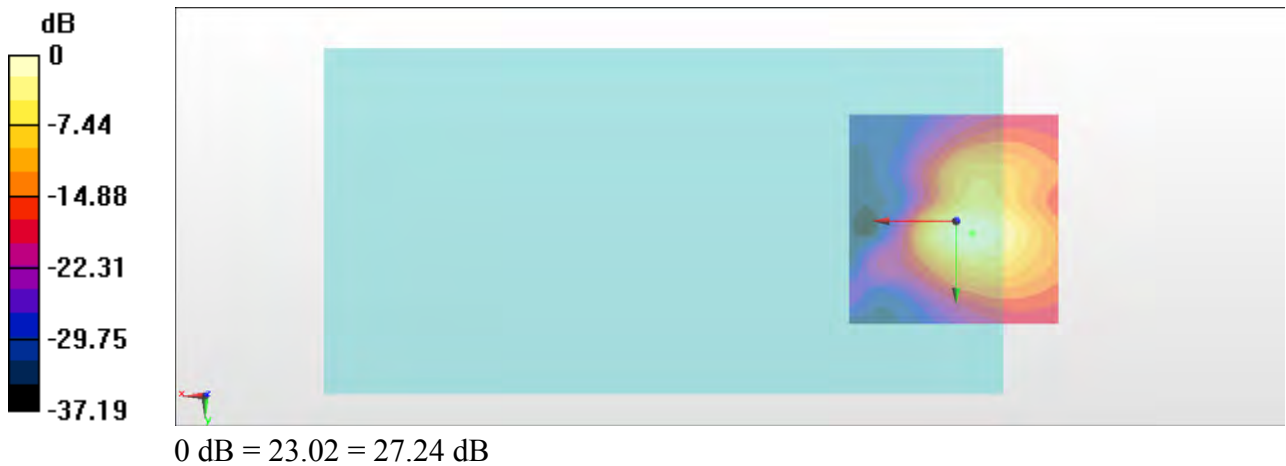 dB
0
-7.44
-14.88
-22.31
-29.75
-37.19
x
z
y
0 dB = 23.02 = 27.24 dB